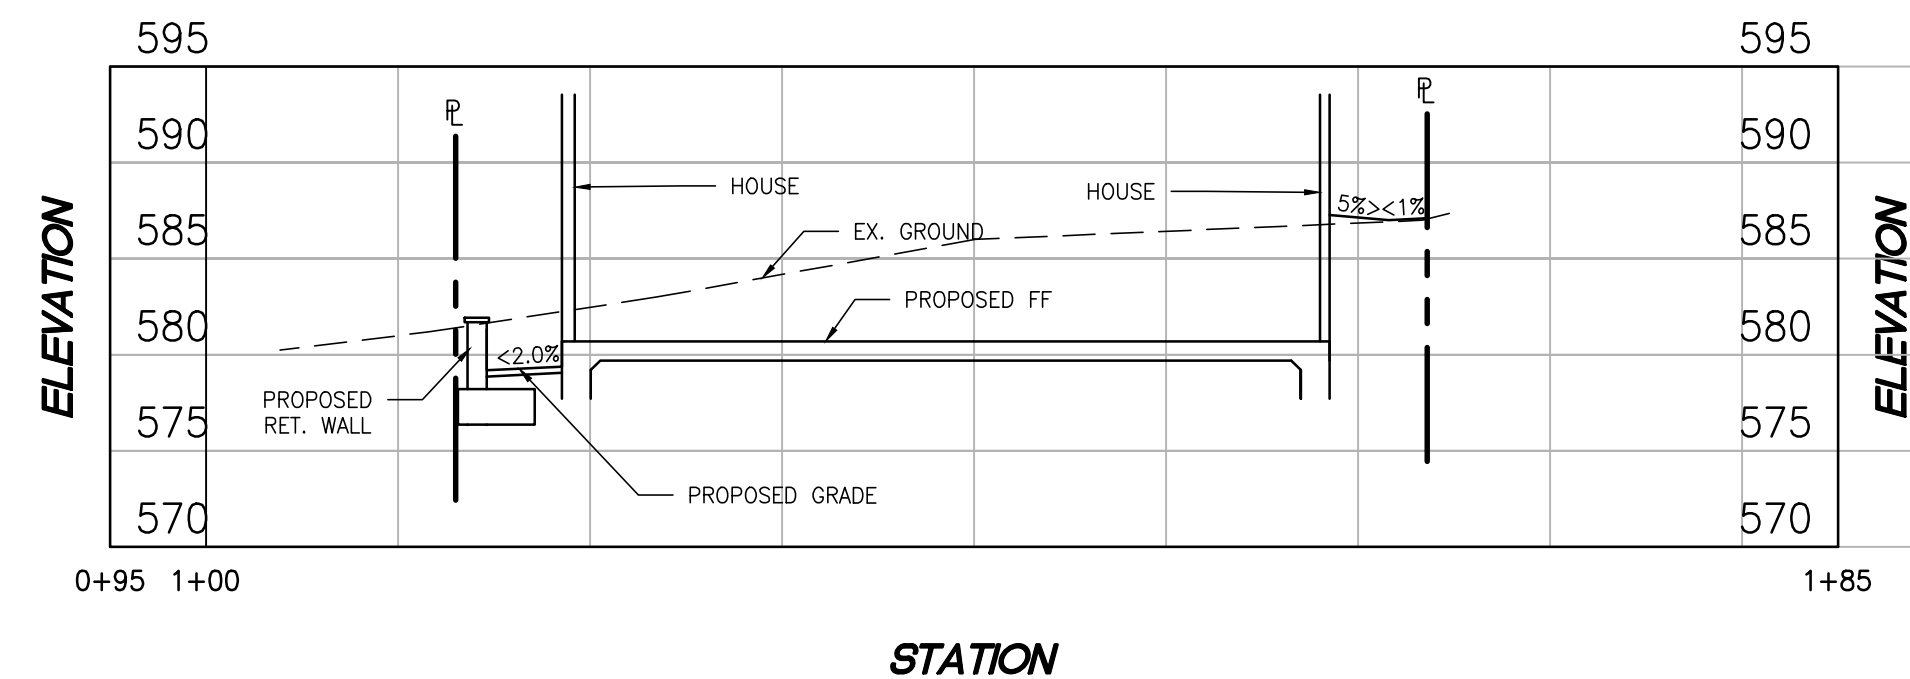 595
595
PL
PL
590
590
HOUSE
HOUSE
5%><1%
585
EX. GROUND
585
PROPOSED FF
580
580
<2.0%
PROPOSED
RET. WALL
575
575
PROPOSED GRADE
570
570
ELEVATION
ELEVATION
0+95 1+00
1+85
STATION